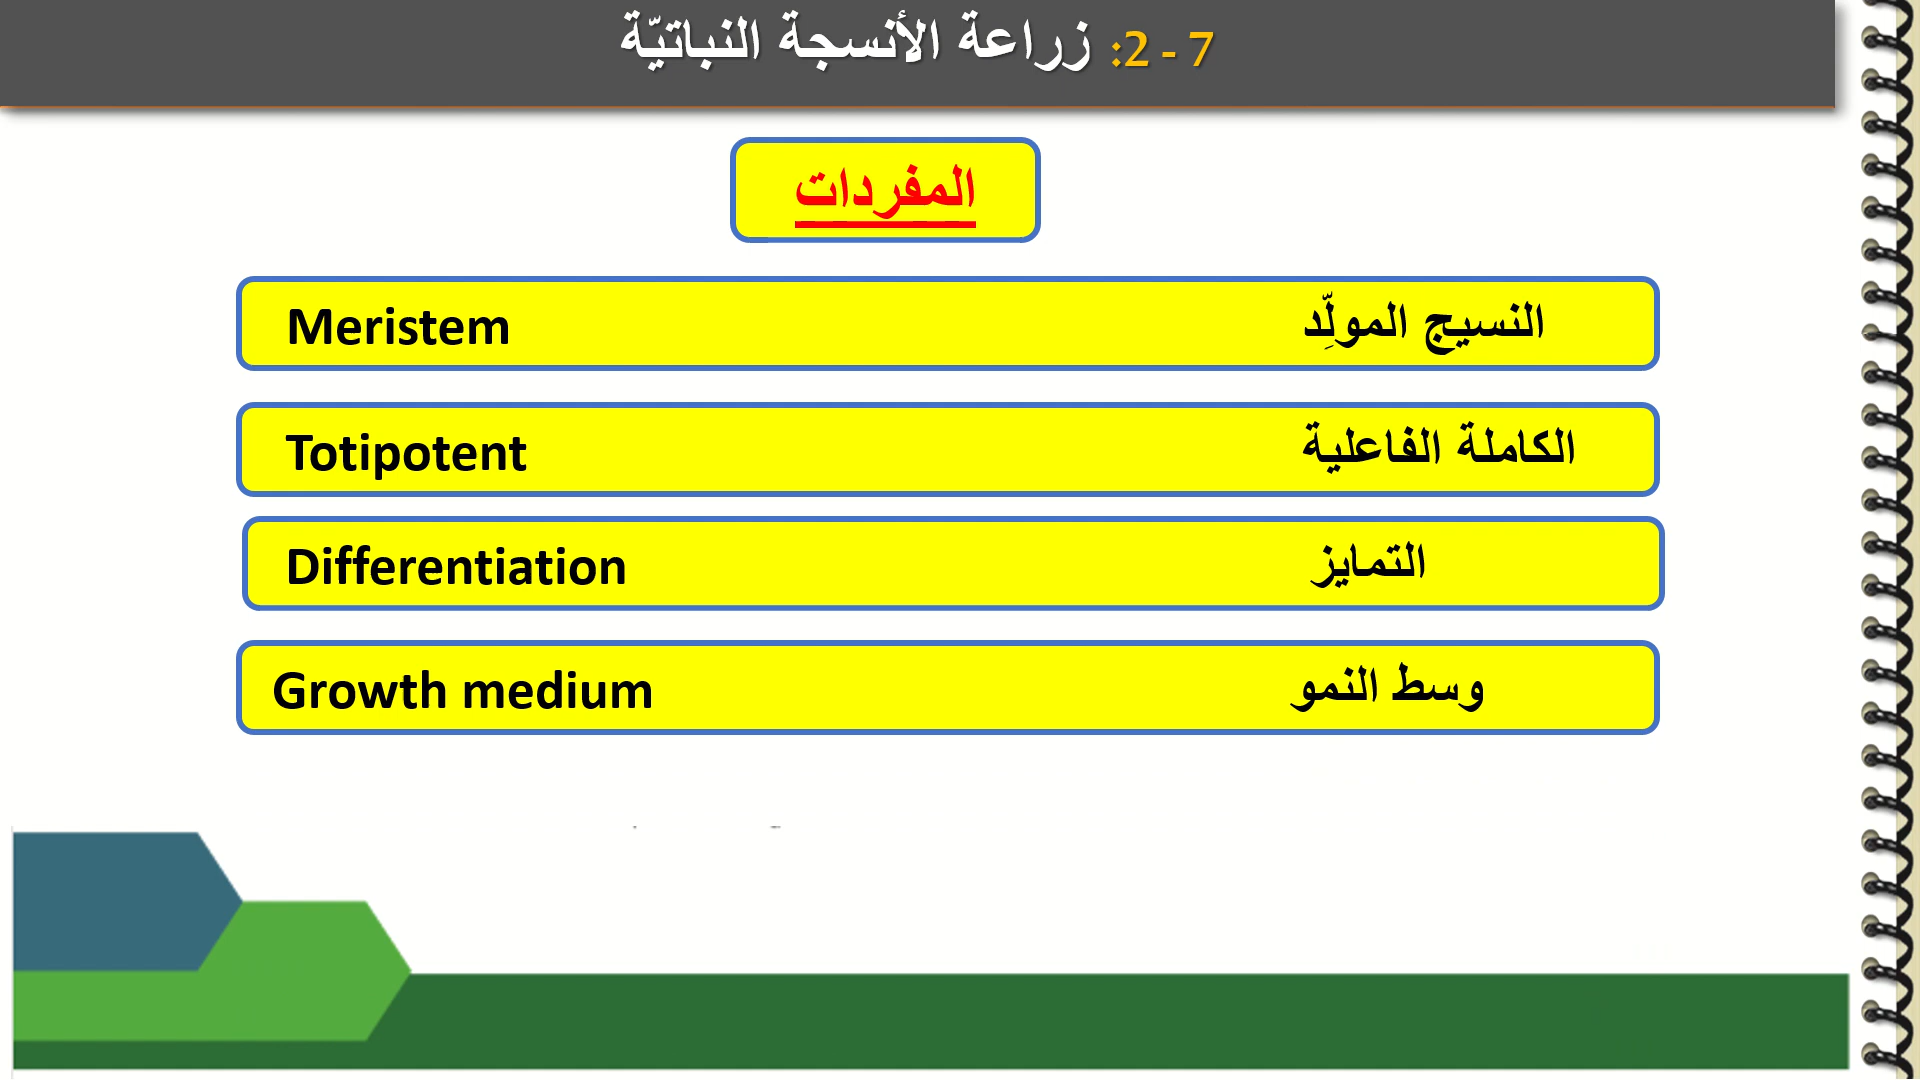 7 - 2: زراعة الأنسجة النباتيّة
المفردات
النسيج المولِّد Meristem
الكاملة الفاعلية Totipotent
التمايز Differentiation
وسط النمو Growth medium